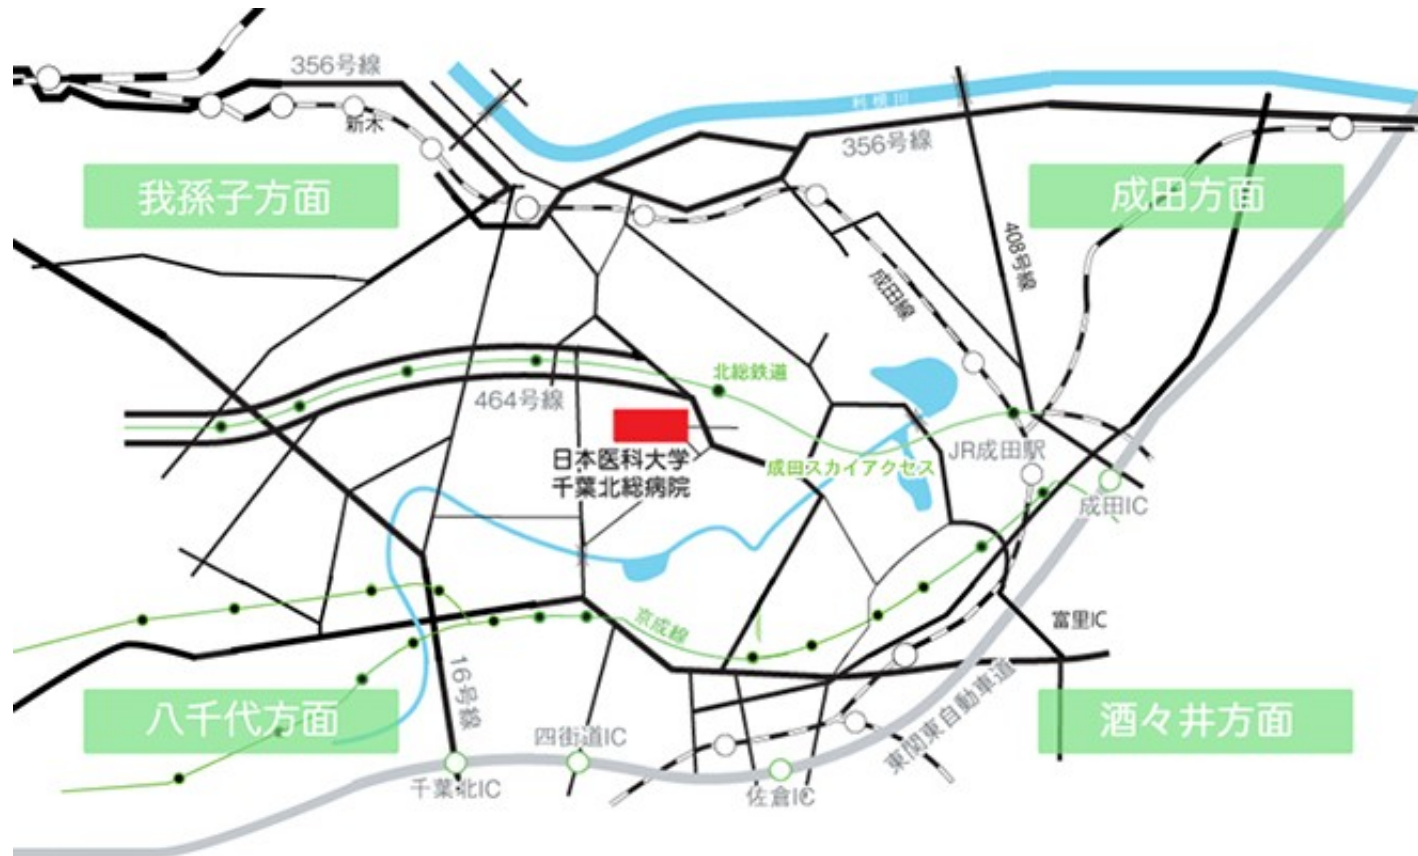 356号線
利根川
新木
356号線
我孫子方面
成田方面
408号線
成田線
北総鉄道
464号線
日本医科大学
千葉北総病院
成田スカイアクセス
JR成田駅
成田IC
京成線
富里IC
16号線
八千代方面
酒々井方面
四街道IC
東関東自動車道
千葉北IC
佐倉IC